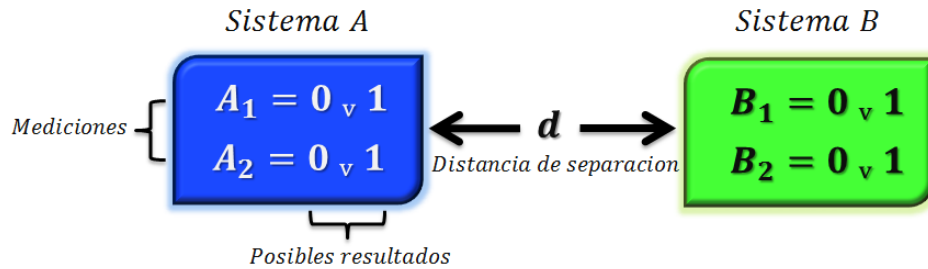 Sistema A
Sistema B
A₁ = 0 v 1
A₂ = 0 v 1
Mediciones
d
Distancia de separacion
B₁ = 0 v 1
B₂ = 0 v 1
Posibles resultados